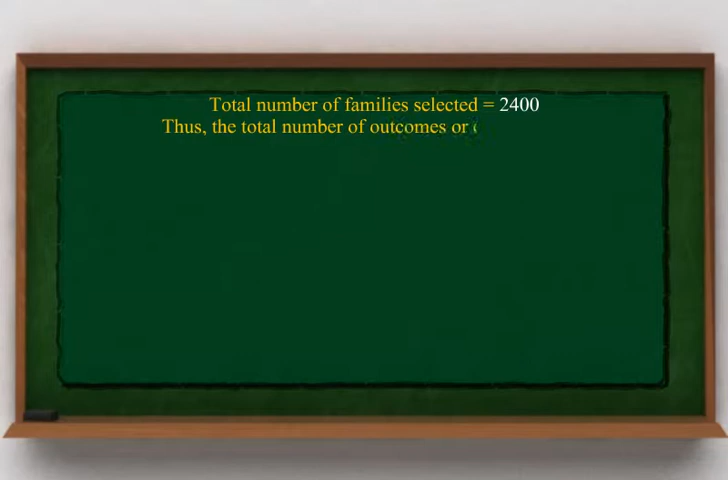 Total number of families selected = 2400
Thus, the total number of outcomes or